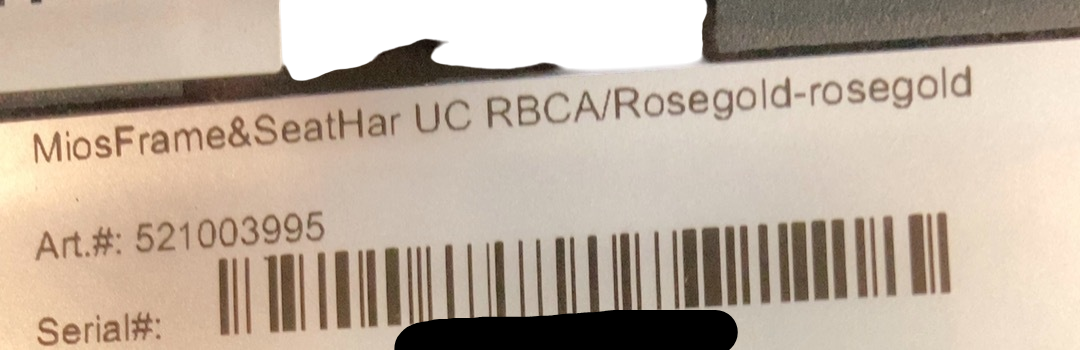 MiosFrame&SeatHar UC RBCA/Rosegold-rosegold
Art.#: 521003995
Serial#: